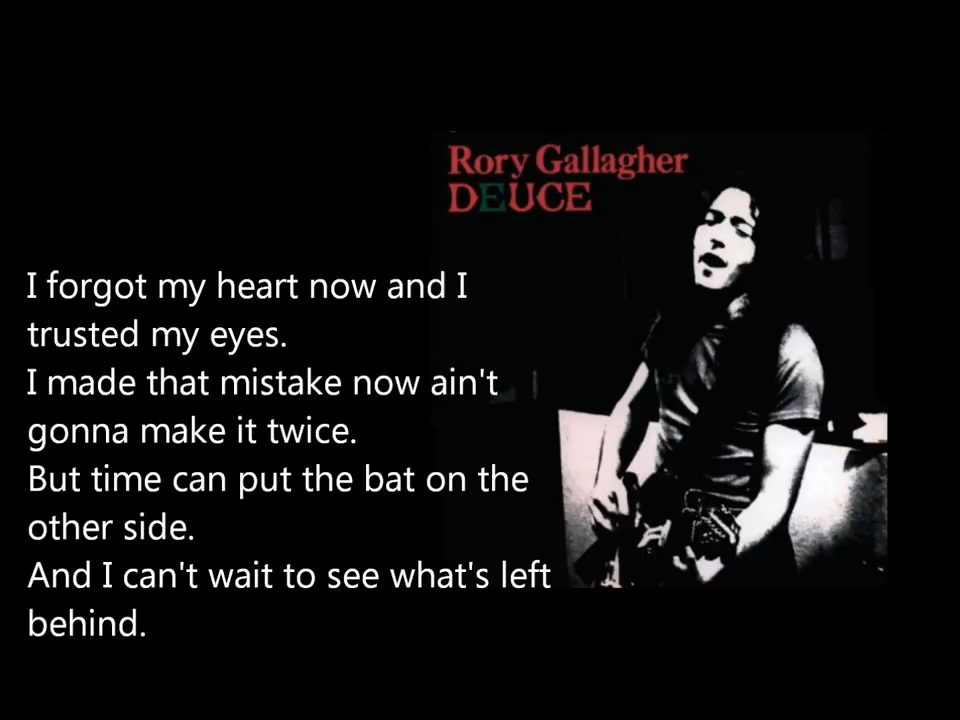 Rory Gallagher
DEUCE
I forgot my heart now and I
trusted my eyes.
I made that mistake now ain't
gonna make it twice.
But time can put the bat on the
other side.
And I can't wait to see what's left
behind.